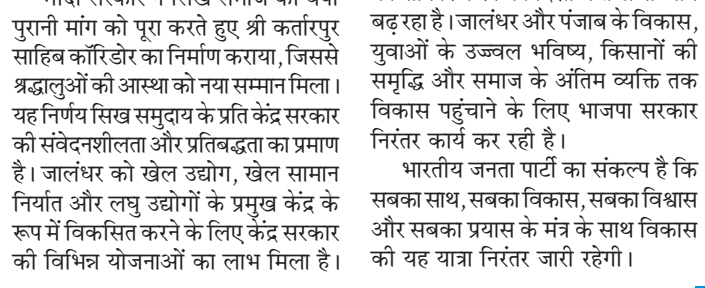 पुरानी मांग को पूरा करते हुए श्री करतारपुर
साहिब कॉरिडोर का निर्माण कराया, जिससे
श्रद्धालुओं की आस्था को नया सम्मान मिला।
यह निर्णय सिख समुदाय के प्रति केंद्र सरकार
की संवेदनशीलता और प्रतिबद्धता का प्रमाण
है। जालंधर को खेल उद्योग, खेल सामान
निर्यात और लघु उद्योगों के प्रमुख केंद्र के
रूप में विकसित करने के लिए केंद्र सरकार
की विभिन्न योजनाओं का लाभ मिला है।
बढ़ रहा है। जालंधर और पंजाब के विकास,
युवाओं के उज्ज्वल भविष्य, किसानों की
समृद्धि और समाज के अंतिम व्यक्ति तक
विकास पहुंचाने के लिए भाजपा सरकार
निरंतर कार्य कर रही है।
भारतीय जनता पार्टी का संकल्प है कि
सबका साथ, सबका विकास, सबका विश्वास
और सबका प्रयास के मंत्र के साथ विकास
की यह यात्रा निरंतर जारी रहेगी।